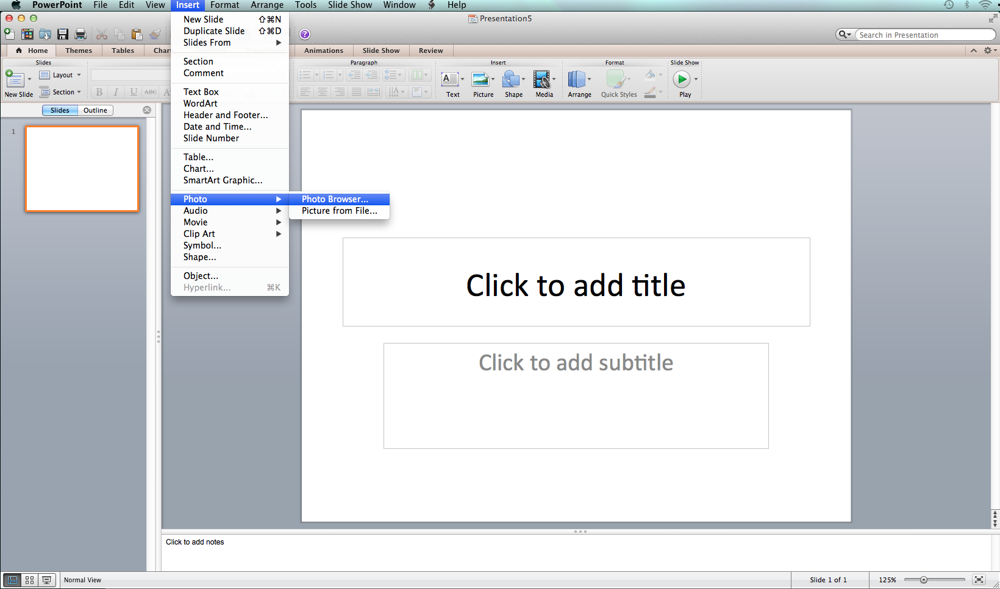 PowerPoint File Edit View Insert Format Arrange Tools Slide Show Window Help
Presentation5
Search in Presentation
Home Themes Tables Char Animations Slide Show Review
Slides Paragraph Insert Format Slide Show
New Slide Layout Section
B I U ABC A
Text Picture Shape Media Arrange Quick Styles Play
Slides Outline
1
New Slide ⇧⌘N
Duplicate Slide ⇧⌘D
Slides From
Section
Comment
Text Box
WordArt
Header and Footer...
Date and Time...
Slide Number
Table...
Chart...
SmartArt Graphic...
Photo
Audio
Movie
Clip Art
Symbol...
Shape...
Object...
Hyperlink... ⌘K
Photo Browser...
Picture from File...
Click to add title
Click to add subtitle
Click to add notes
Normal View Slide 1 of 1 125%